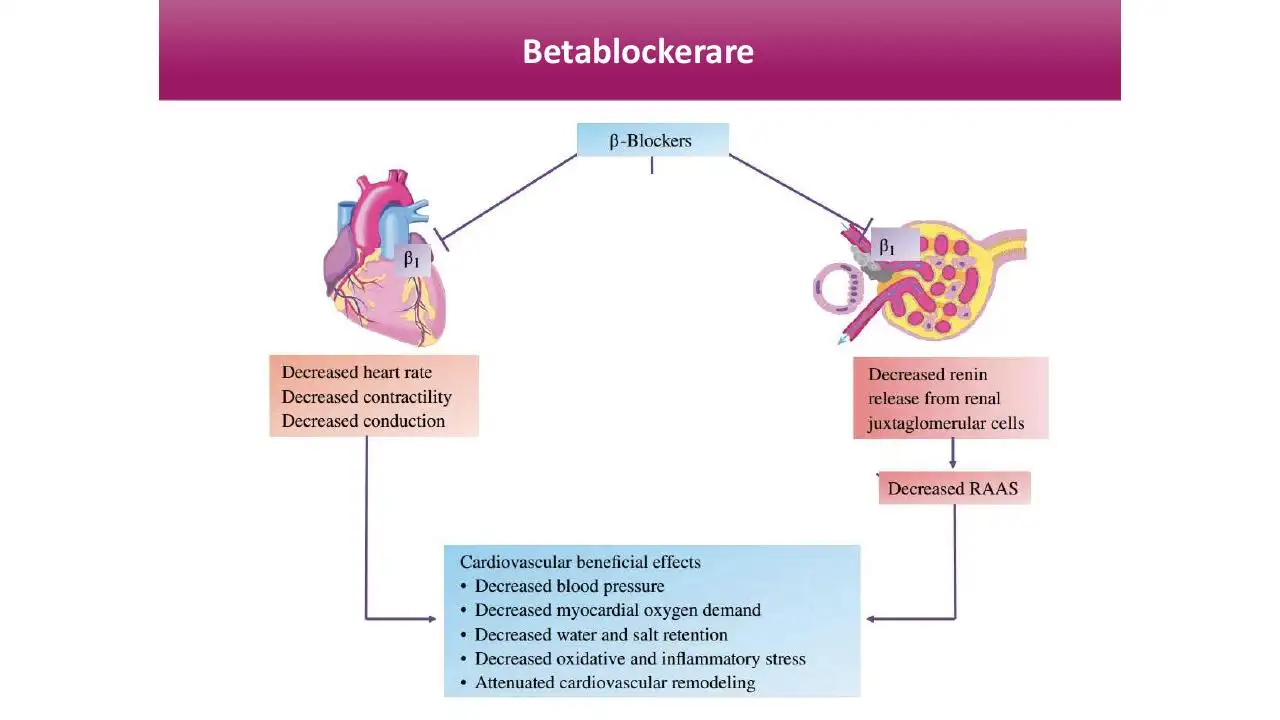 Betablockerare
β-Blockers
β1
β1
Decreased heart rate
Decreased contractility
Decreased conduction
Decreased renin
release from renal
juxtaglomerular cells
Decreased RAAS
Cardiovascular beneficial effects
• Decreased blood pressure
• Decreased myocardial oxygen demand
• Decreased water and salt retention
• Decreased oxidative and inflammatory stress
• Attenuated cardiovascular remodeling